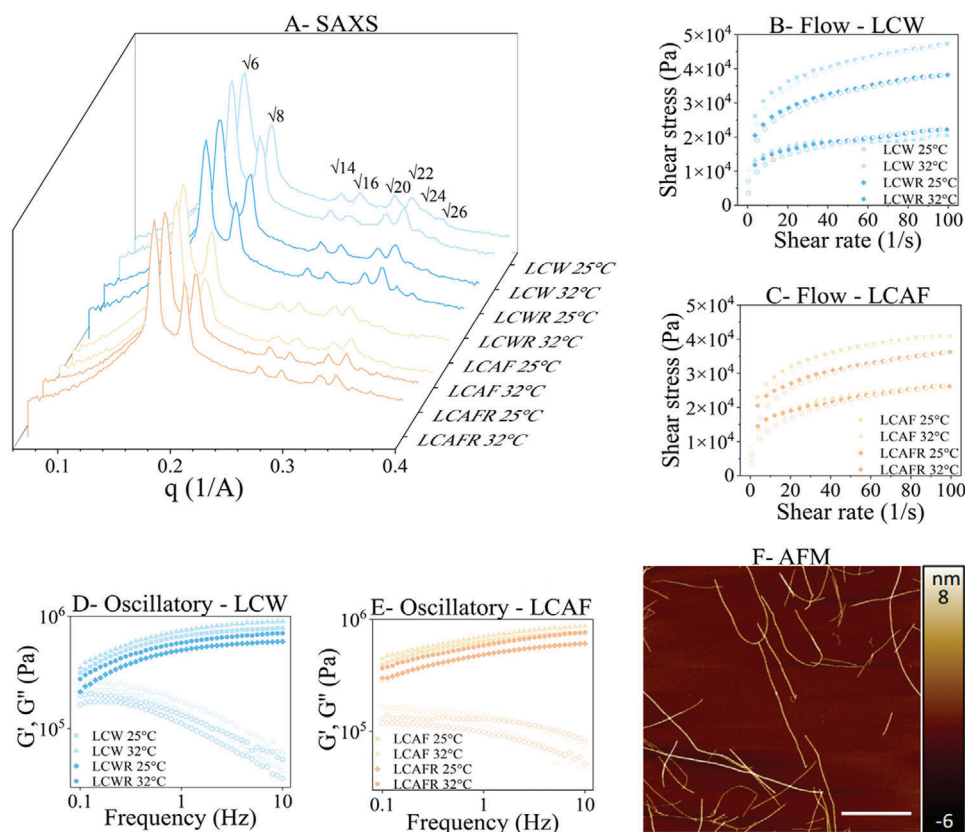 A- SAXS
√6
√8
√14
√16
√20
√22
√24
√26
LCW 25°C
LCW 32°C
LCWR 25°C
LCWR 32°C
LCAF 25°C
LCAF 32°C
LCAFR 25°C
LCAFR 32°C
0.1
0.2
0.3
0.4
q (1/A)
B- Flow - LCW
5×10⁴
4×10⁴
3×10⁴
2×10⁴
1×10⁴
0
Shear stress (Pa)
LCW 25°C
LCW 32°C
LCWR 25°C
LCWR 32°C
0 20 40 60 80 100
Shear rate (1/s)
C- Flow - LCAF
5×10⁴
4×10⁴
3×10⁴
2×10⁴
1×10⁴
0
Shear stress (Pa)
LCAF 25°C
LCAF 32°C
LCAFR 25°C
LCAFR 32°C
0 20 40 60 80 100
Shear rate (1/s)
D- Oscillatory - LCW
10⁶
10⁵
G', G'' (Pa)
LCW 25°C
LCW 32°C
LCWR 25°C
LCWR 32°C
0.1 1 10
Frequency (Hz)
E- Oscillatory - LCAF
10⁶
10⁵
G', G'' (Pa)
LCAF 25°C
LCAF 32°C
LCAFR 25°C
LCAFR 32°C
0.1 1 10
Frequency (Hz)
F- AFM
nm
8
-6